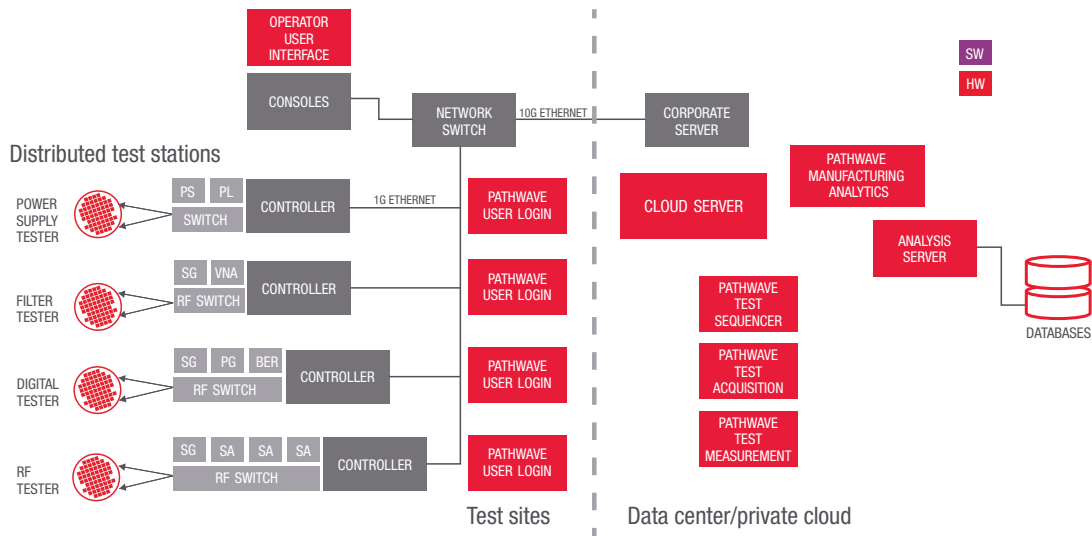 OPERATOR
USER
INTERFACE
CONSOLES
NETWORK
SWITCH
10G ETHERNET
CORPORATE
SERVER
SW
HW
Distributed test stations
POWER
SUPPLY
TESTER
PS
PL
SWITCH
CONTROLLER
1G ETHERNET
PATHWAVE
USER LOGIN
FILTER
TESTER
SG
VNA
RF SWITCH
CONTROLLER
PATHWAVE
USER LOGIN
DIGITAL
TESTER
SG
PG
BER
RF SWITCH
CONTROLLER
PATHWAVE
USER LOGIN
RF
TESTER
SG
SA
SA
SA
RF SWITCH
CONTROLLER
PATHWAVE
USER LOGIN
Test sites
CLOUD SERVER
PATHWAVE
MANUFACTURING
ANALYTICS
ANALYSIS
SERVER
DATABASES
PATHWAVE
TEST
SEQUENCER
PATHWAVE
TEST
ACQUISITION
PATHWAVE
TEST
MEASUREMENT
Data center/private cloud